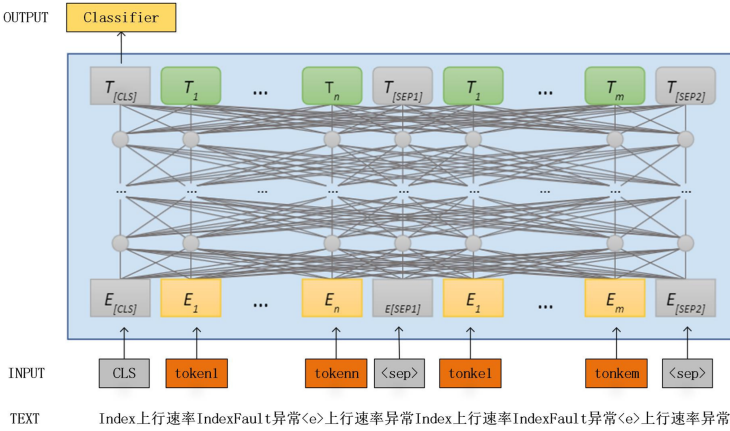 OUTPUT Classifier
T[CLS] T1 ... Tn T[SEP1] T1 ... Tm T[SEP2]
... ... ... ... ... ... ... ... ...
E[CLS] E1 ... En E[SEP1] E1 ... Em E[SEP2]
INPUT CLS token1 tokenn <sep> tonke1 tonkem <sep>
TEXT Index上行速率IndexFault异常<e>上行速率异常Index上行速率IndexFault异常<e>上行速率异常